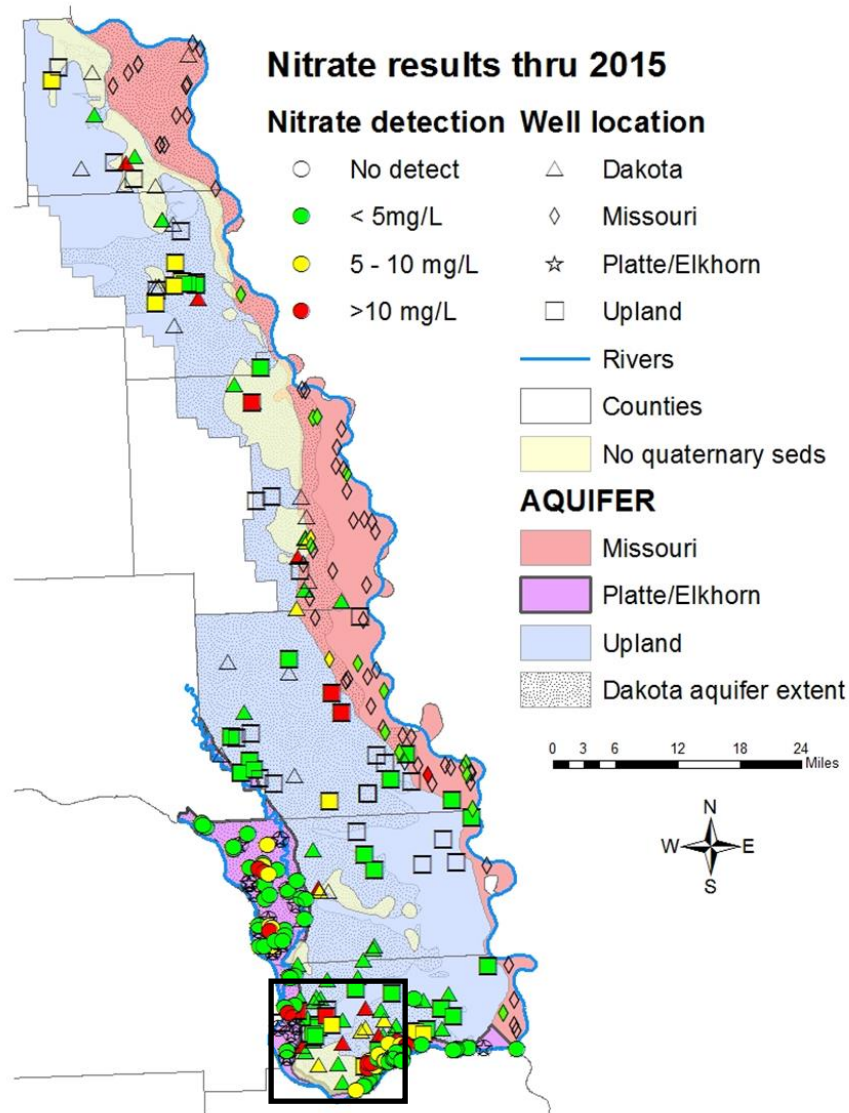 Nitrate results thru 2015
Nitrate detection Well location
No detect Dakota
< 5mg/L Missouri
5 - 10 mg/L Platte/Elkhorn
>10 mg/L Upland
Rivers
Counties
No quaternary seds
AQUIFER
Missouri
Platte/Elkhorn
Upland
Dakota aquifer extent
0 3 6 12 18 24
Miles
N
W E
S